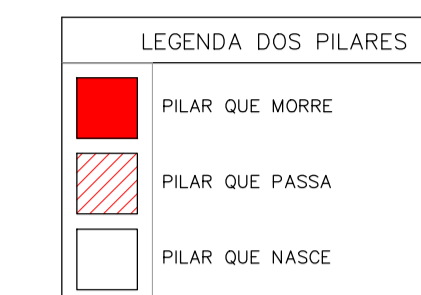 LEGENDA DOS PILARES
PILAR QUE MORRE
PILAR QUE PASSA
PILAR QUE NASCE